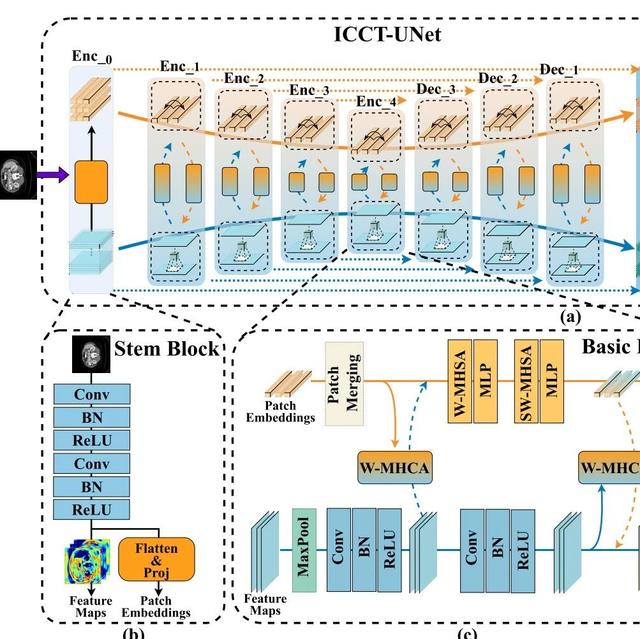 ICCT-UNet
Enc_0
Enc_1
Enc_2
Enc_3
Enc_4
Dec_3
Dec_2
Dec_1
(a)
Stem Block
Conv
BN
ReLU
Conv
BN
ReLU
Flatten
&
Proj
Feature
Maps
Patch
Embeddings
(b)
Basic
Patch
Embeddings
Patch
Merging
W-MHSA
MLP
SW-MHSA
MLP
W-MHCA
W-MHC
MaxPool
Conv
BN
ReLU
Conv
BN
ReLU
Feature
Maps
(c)